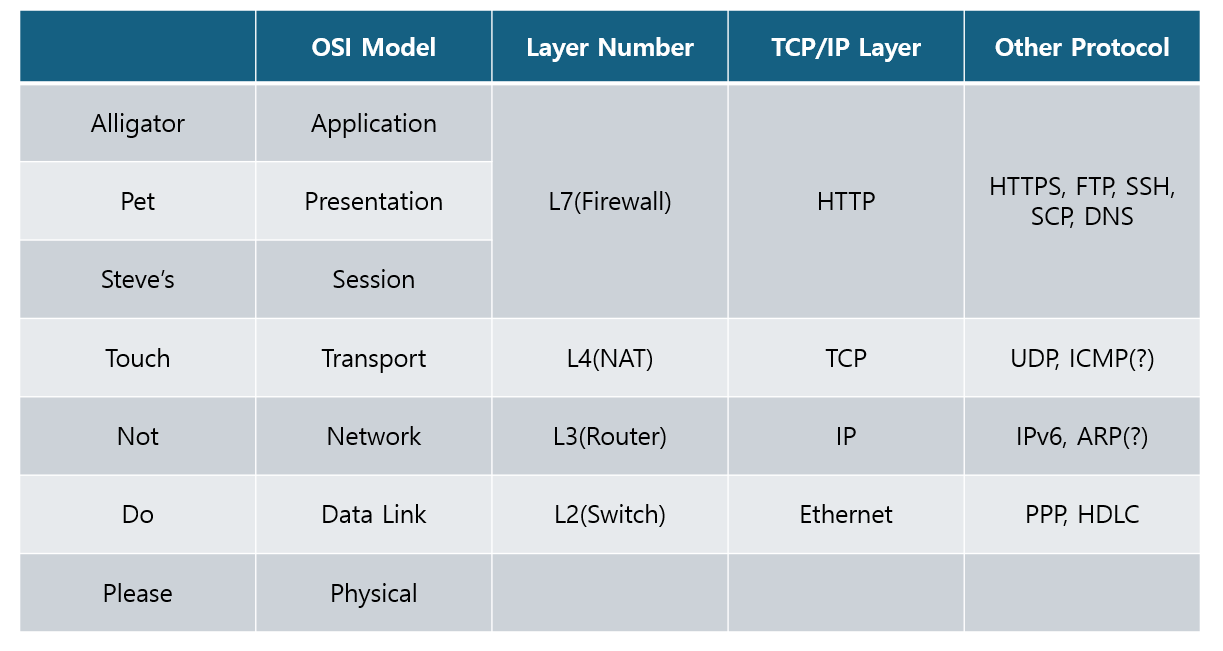 OSI Model Layer Number TCP/IP Layer Other Protocol
Alligator Application
Pet Presentation L7(Firewall) HTTP HTTPS, FTP, SSH,
SCP, DNS
Steve’s Session
Touch Transport L4(NAT) TCP UDP, ICMP(?)
Not Network L3(Router) IP IPv6, ARP(?)
Do Data Link L2(Switch) Ethernet PPP, HDLC
Please Physical